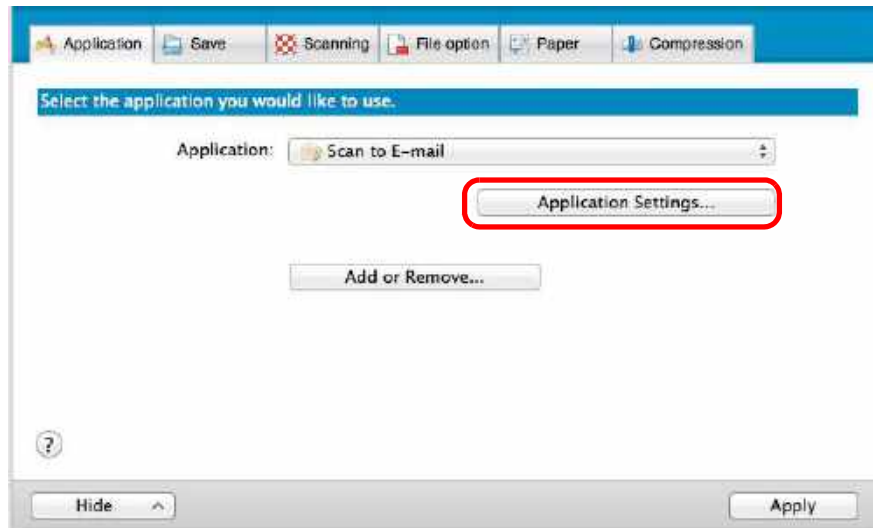 Application Save Scanning File option Paper Compression
Select the application you would like to use.
Application: Scan to E-mail
Application Settings...
Add or Remove...
?
Hide Apply